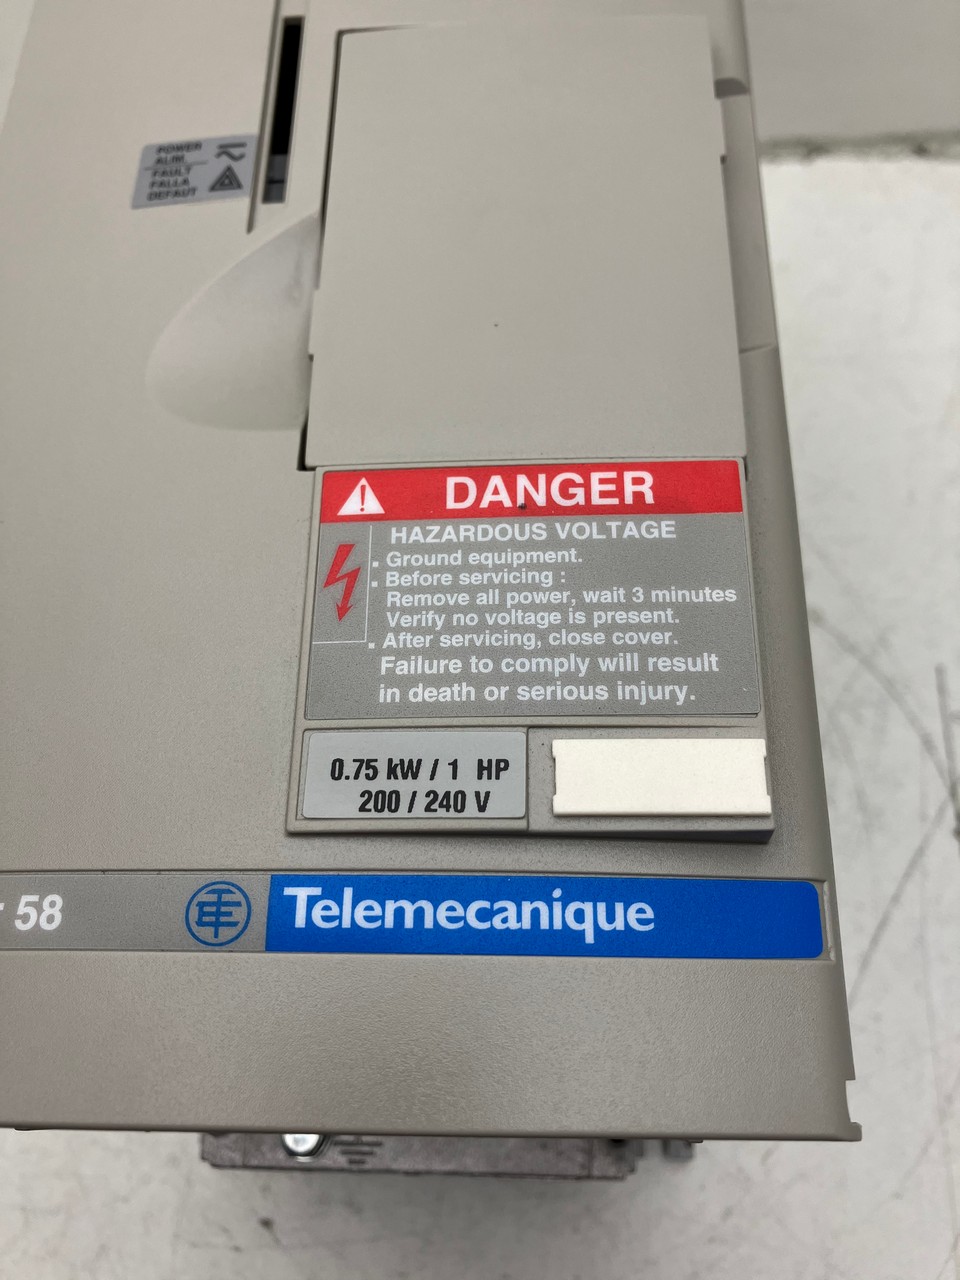 POWER
ALIM.
FAULT
FALLA
DEFAUT
DANGER
HAZARDOUS VOLTAGE
. Ground equipment.
. Before servicing :
Remove all power, wait 3 minutes
Verify no voltage is present.
. After servicing, close cover.
Failure to comply will result
in death or serious injury.
0.75 kW / 1 HP
200 / 240 V
58
Telemecanique